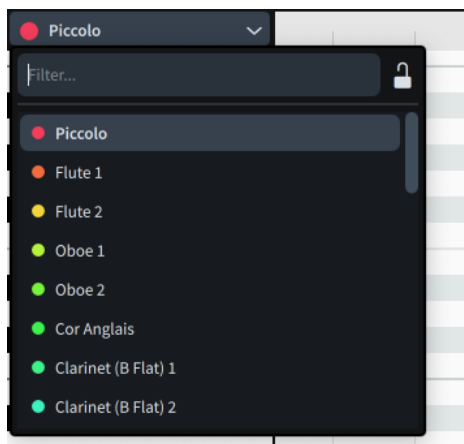 Piccolo
Filter...
Piccolo
Flute 1
Flute 2
Oboe 1
Oboe 2
Cor Anglais
Clarinet (B Flat) 1
Clarinet (B Flat) 2